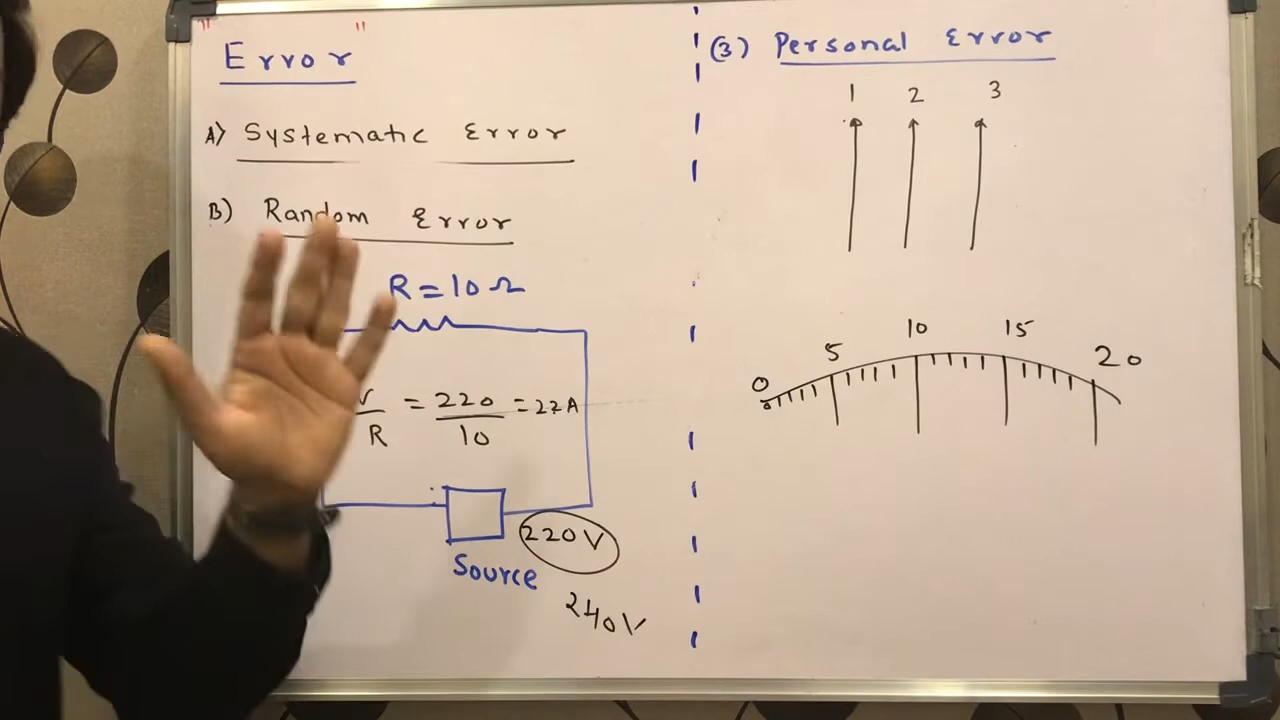 "Error"
A) Systematic Error
B) Random Error
R = 10 Ω
= 220 = 22A
R 10
220V
Source
240V
(3) Personal Error
1 2 3
0 5 10 15 20